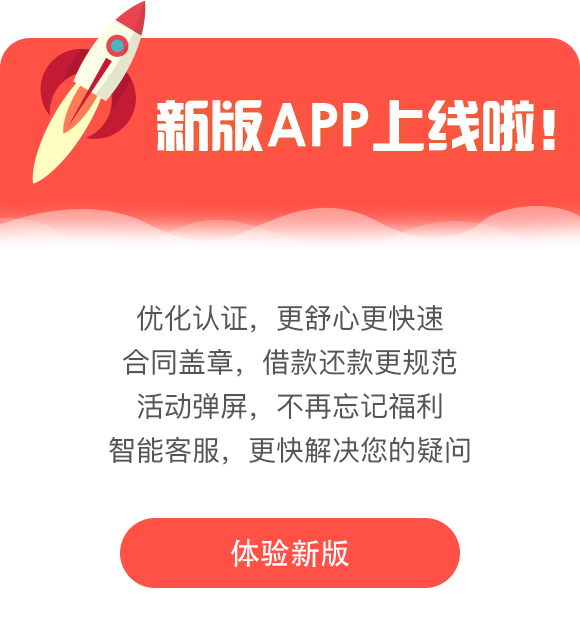 新版APP上线啦!
优化认证，更舒心更快速
合同盖章，借款还款更规范
活动弹屏，不再忘记福利
智能客服，更快解决您的疑问
体验新版